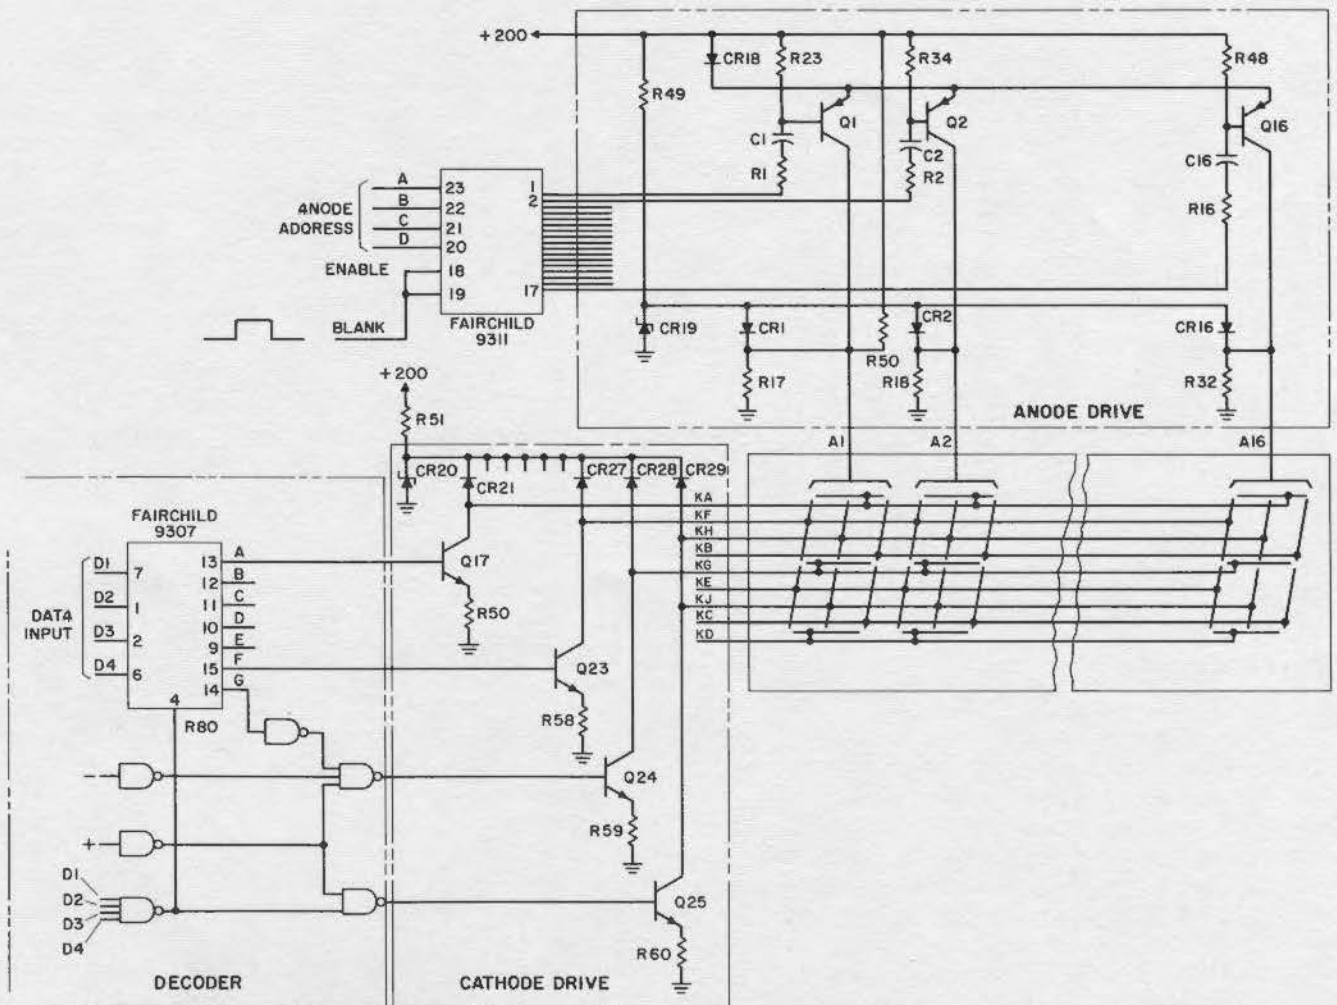 +200
CR18
R23
R34
R48
R49
Q1
Q2
Q16
C1
C2
C16
R1
R2
R16
A
B
C
D
4NODE
ADQRESS
23
22
21
20
18
19
1
2
17
ENABLE
BLANK
FAIRCHILD
9311
CR19
CR1
CR2
CR16
R50
R17
R18
R32
ANODE DRIVE
+200
R51
A1
A2
A16
CR20
CR21
CR27
CR28
CR29
KA
KF
KH
KB
KG
KE
KJ
KC
KD
FAIRCHILD
9307
D1
D2
D3
D4
DAT4
INPUT
7
1
2
6
4
13
12
11
10
9
15
14
A
B
C
D
E
F
G
R80
Q17
R50
Q23
R58
Q24
R59
Q25
R60
−
+
D1
D2
D3
D4
DECODER
CATHODE DRIVE